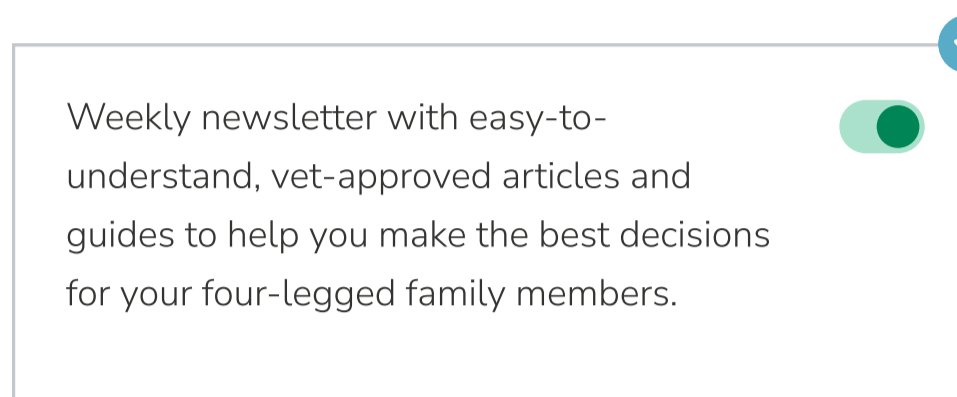 Weekly newsletter with easy-to-
understand, vet-approved articles and
guides to help you make the best decisions
for your four-legged family members.